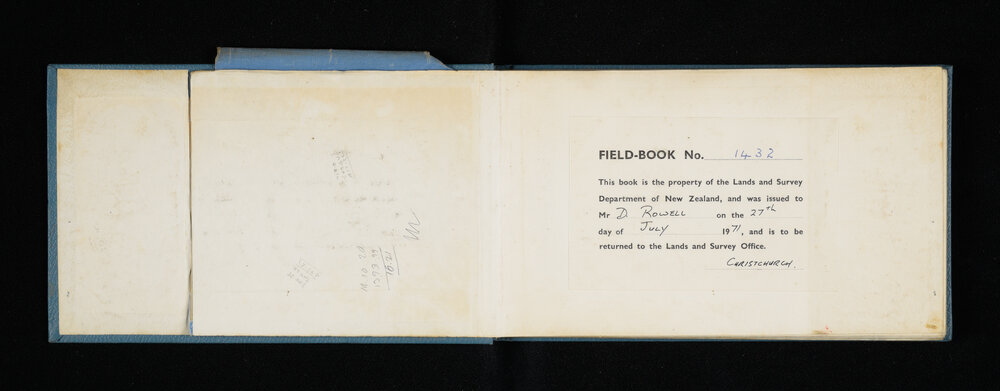 FIELD-BOOK No. 1432
This book is the property of the Lands and Survey
Department of New Zealand, and was issued to
Mr D. ROWELL on the 27th
day of JULY 1971, and is to be
returned to the Lands and Survey Office.
CHRISTCHURCH.